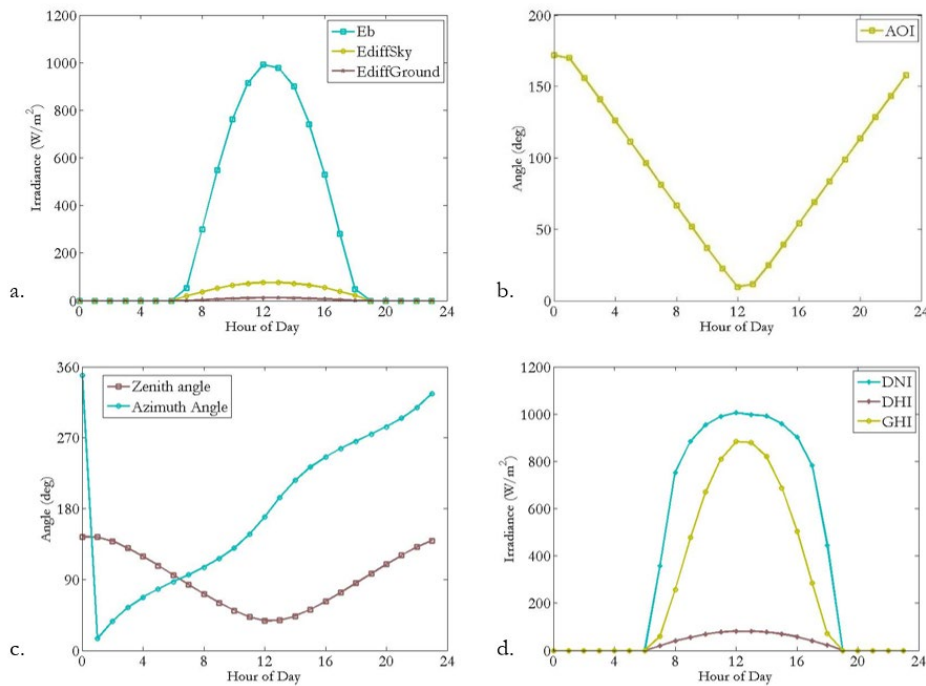 1200
1000
800
600
400
200
0
Irradiance (W/m²)
Eb
EdiffSky
EdiffGround
0 4 8 12 16 20 24
Hour of Day
a.
200
150
100
50
0
Angle (deg)
AOI
0 4 8 12 16 20 24
Hour of Day
b.
360
270
180
90
0
Angle (deg)
Zenith angle
Azimuth Angle
0 4 8 12 16 20 24
Hour of Day
c.
1200
1000
800
600
400
200
0
Irradiance (W/m²)
DNI
DHI
GHI
0 4 8 12 16 20 24
Hour of Day
d.